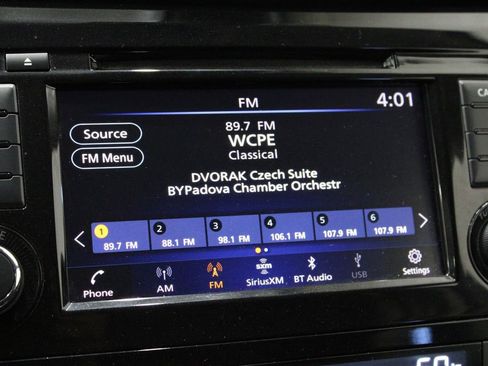 FM
4:01
Source
89.7 FM
WCPE
FM Menu
Classical
DVORAK Czech Suite
BYPadova Chamber Orchestr
1 2 3 4 5 6
89.7 FM 88.1 FM 98.1 FM 106.1 FM 107.9 FM 107.9 FM
sxm
Phone AM FM SiriusXM BT Audio USB Settings